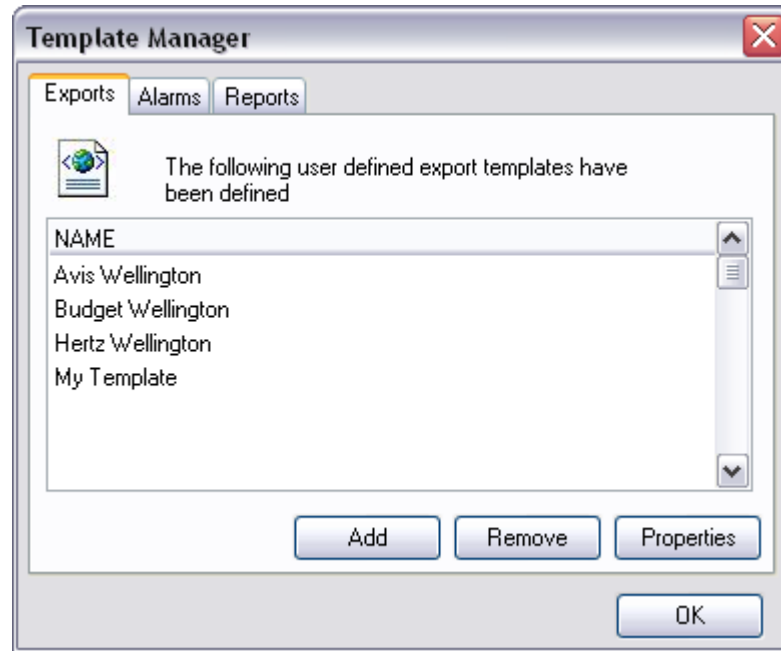 Template Manager
Exports Alarms Reports
The following user defined export templates have
been defined
NAME
Avis Wellington
Budget Wellington
Hertz Wellington
My Template
Add Remove Properties
OK